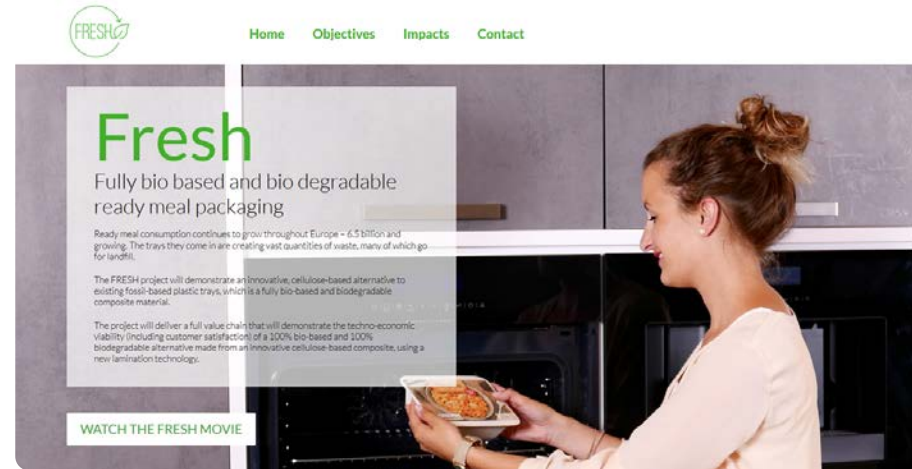 FRESH
Home Objectives Impacts Contact
Fresh
Fully bio based and bio degradable
ready meal packaging
Ready meal consumption continues to grow throughout Europe – 6.5 billion and
growing. The trays they come in are creating vast quantities of waste, many of which go
for landfill.
The FRESH project will demonstrate an innovative, cellulose-based alternative to
existing fossil-based plastic trays, which is a fully bio-based and biodegradable
composite material.
The project will deliver a full value chain that will demonstrate the techno-economic
viability (including customer satisfaction) of a 100% bio-based and 100%
biodegradable alternative made from an innovative cellulose-based composite, using a
new lamination technology.
WATCH THE FRESH MOVIE